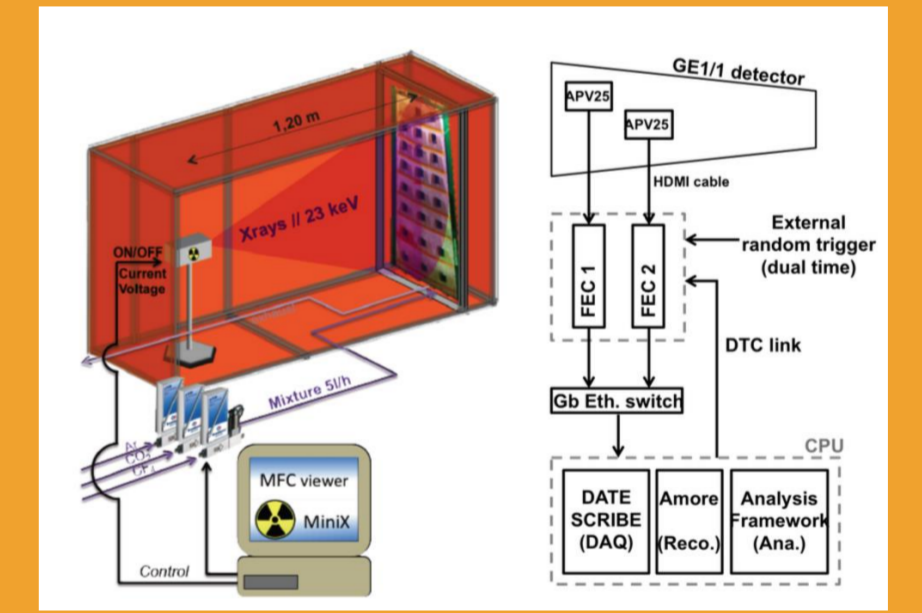 1,20 m
Xrays // 23 keV
ON/OFF
Current
Voltage
Mixture 5l/h
Ar
CO2
CF4
MFC viewer
MiniX
Control
GE1/1 detector
APV25
APV25
HDMI cable
External
random trigger
(dual time)
FEC 1
FEC 2
DTC link
Gb Eth. switch
CPU
DATE
SCRIBE
(DAQ)
Amore
(Reco.)
Analysis
Framework
(Ana.)